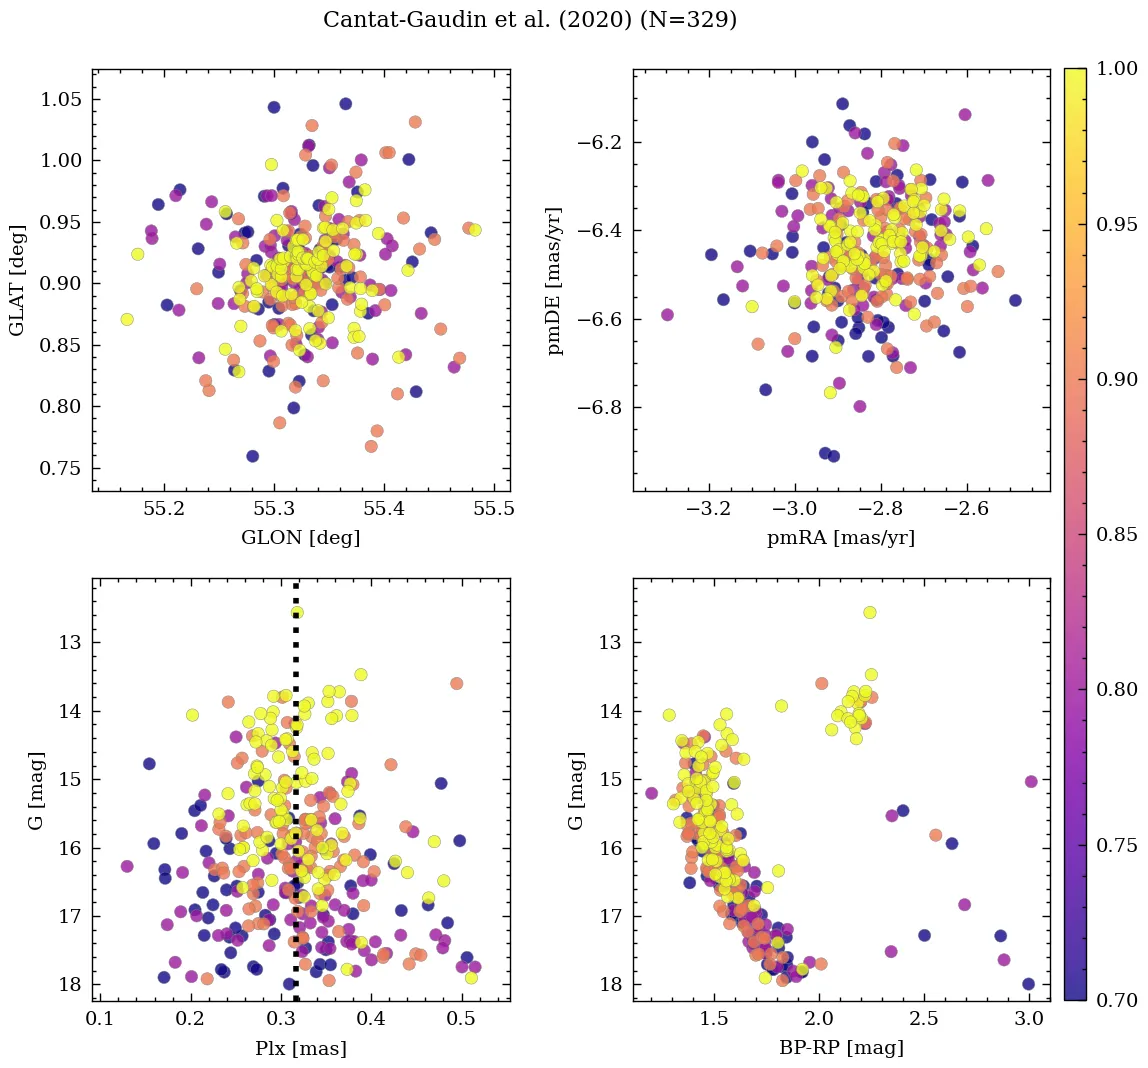 Cantat-Gaudin et al. (2020) (N=329)
1.05
1.00
0.95
0.90
0.85
0.80
0.75
GLAT [deg]
55.2 55.3 55.4 55.5
GLON [deg]
−6.2
−6.4
−6.6
−6.8
pmDE [mas/yr]
−3.2 −3.0 −2.8 −2.6
pmRA [mas/yr]
13
14
15
16
17
18
G [mag]
0.1 0.2 0.3 0.4 0.5
Plx [mas]
13
14
15
16
17
18
G [mag]
1.5 2.0 2.5 3.0
BP-RP [mag]
1.00
0.95
0.90
0.85
0.80
0.75
0.70